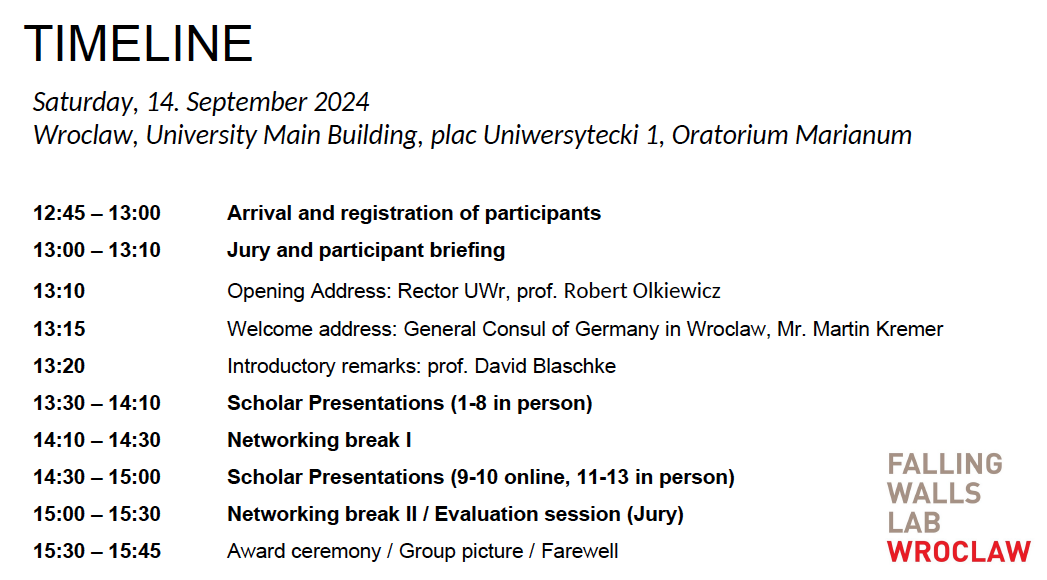 TIMELINE
Saturday, 14. September 2024
Wroclaw, University Main Building, plac Uniwersytecki 1, Oratorium Marianum
12:45 – 13:00 Arrival and registration of participants
13:00 – 13:10 Jury and participant briefing
13:10 Opening Address: Rector UWr, prof. Robert Olkiewicz
13:15 Welcome address: General Consul of Germany in Wroclaw, Mr. Martin Kremer
13:20 Introductory remarks: prof. David Blaschke
13:30 – 14:10 Scholar Presentations (1-8 in person)
14:10 – 14:30 Networking break I
14:30 – 15:00 Scholar Presentations (9-10 online, 11-13 in person)
15:00 – 15:30 Networking break II / Evaluation session (Jury)
15:30 – 15:45 Award ceremony / Group picture / Farewell
FALLING
WALLS
LAB
WROCLAW